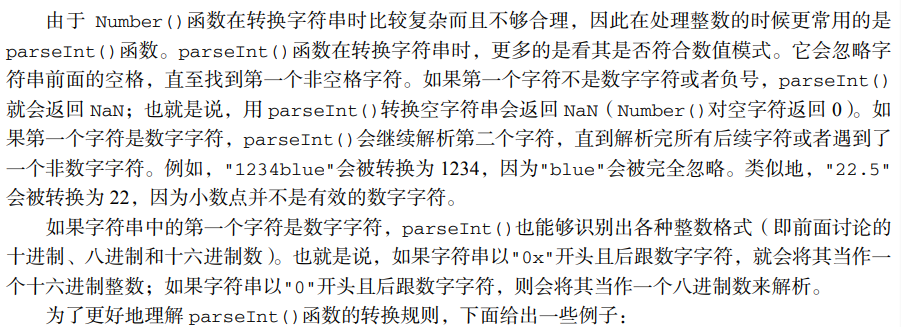 由于 Number()函数在转换字符串时比较复杂而且不够合理，因此在处理整数的时候更常用的是
parseInt()函数。parseInt()函数在转换字符串时，更多的是看其是否符合数值模式。它会忽略字
符串前面的空格，直至找到第一个非空格字符。如果第一个字符不是数字字符或者负号，parseInt()
就会返回 NaN；也就是说，用 parseInt()转换空字符串会返回 NaN（Number()对空字符返回 0）。如
果第一个字符是数字字符，parseInt()会继续解析第二个字符，直到解析完所有后续字符或者遇到了
一个非数字字符。例如，"1234blue"会被转换为 1234，因为"blue"会被完全忽略。类似地，"22.5"
会被转换为 22，因为小数点并不是有效的数字字符。
如果字符串中的第一个字符是数字字符，parseInt()也能够识别出各种整数格式（即前面讨论的
十进制、八进制和十六进制数）。也就是说，如果字符串以"0x"开头且后跟数字字符，就会将其当作一
个十六进制整数；如果字符串以"0"开头且后跟数字字符，则会将其当作一个八进制数来解析。
为了更好地理解 parseInt()函数的转换规则，下面给出一些例子：